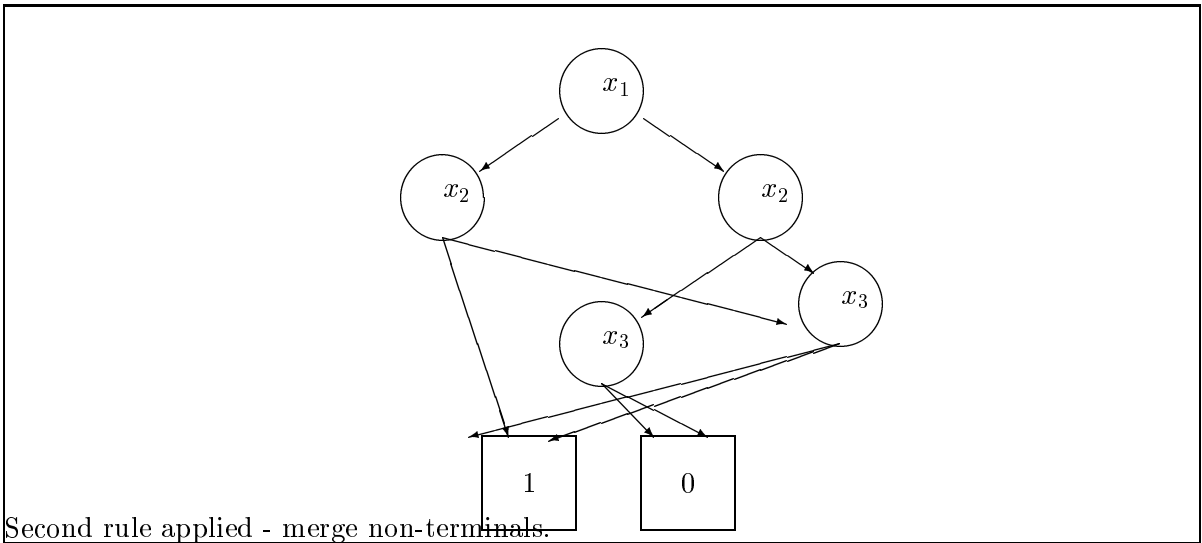 x₁
x₂ x₂
x₃
x₃
1 0
Second rule applied - merge non-terminals.